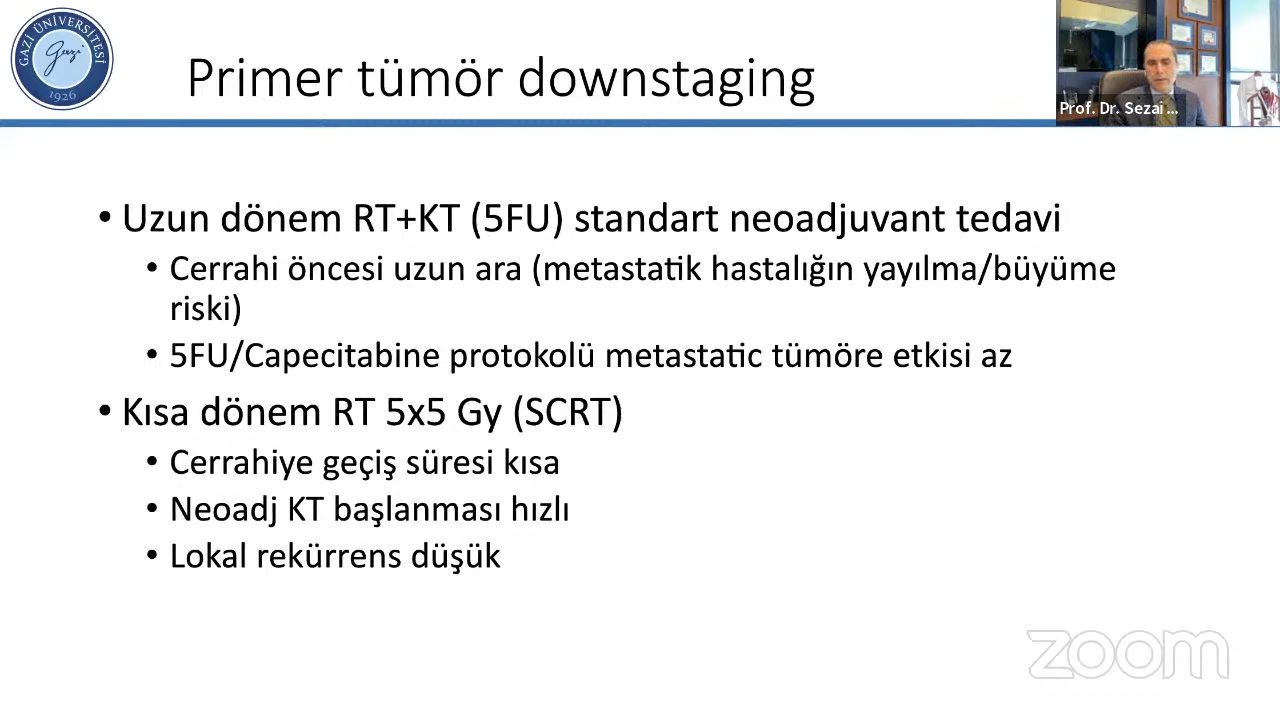 GAZİ ÜNİVERSİTESİ
Gazi
1926
Primer tümör downstaging
Prof. Dr. Sezai ...
• Uzun dönem RT+KT (5FU) standart neoadjuvant tedavi
• Cerrahi öncesi uzun ara (metastatik hastalığın yayılma/büyüme
riski)
• 5FU/Capecitabine protokolü metastatic tümöre etkisi az
• Kısa dönem RT 5x5 Gy (SCRT)
• Cerrahiye geçiş süresi kısa
• Neoadj KT başlanması hızlı
• Lokal rekürrens düşük
zoom